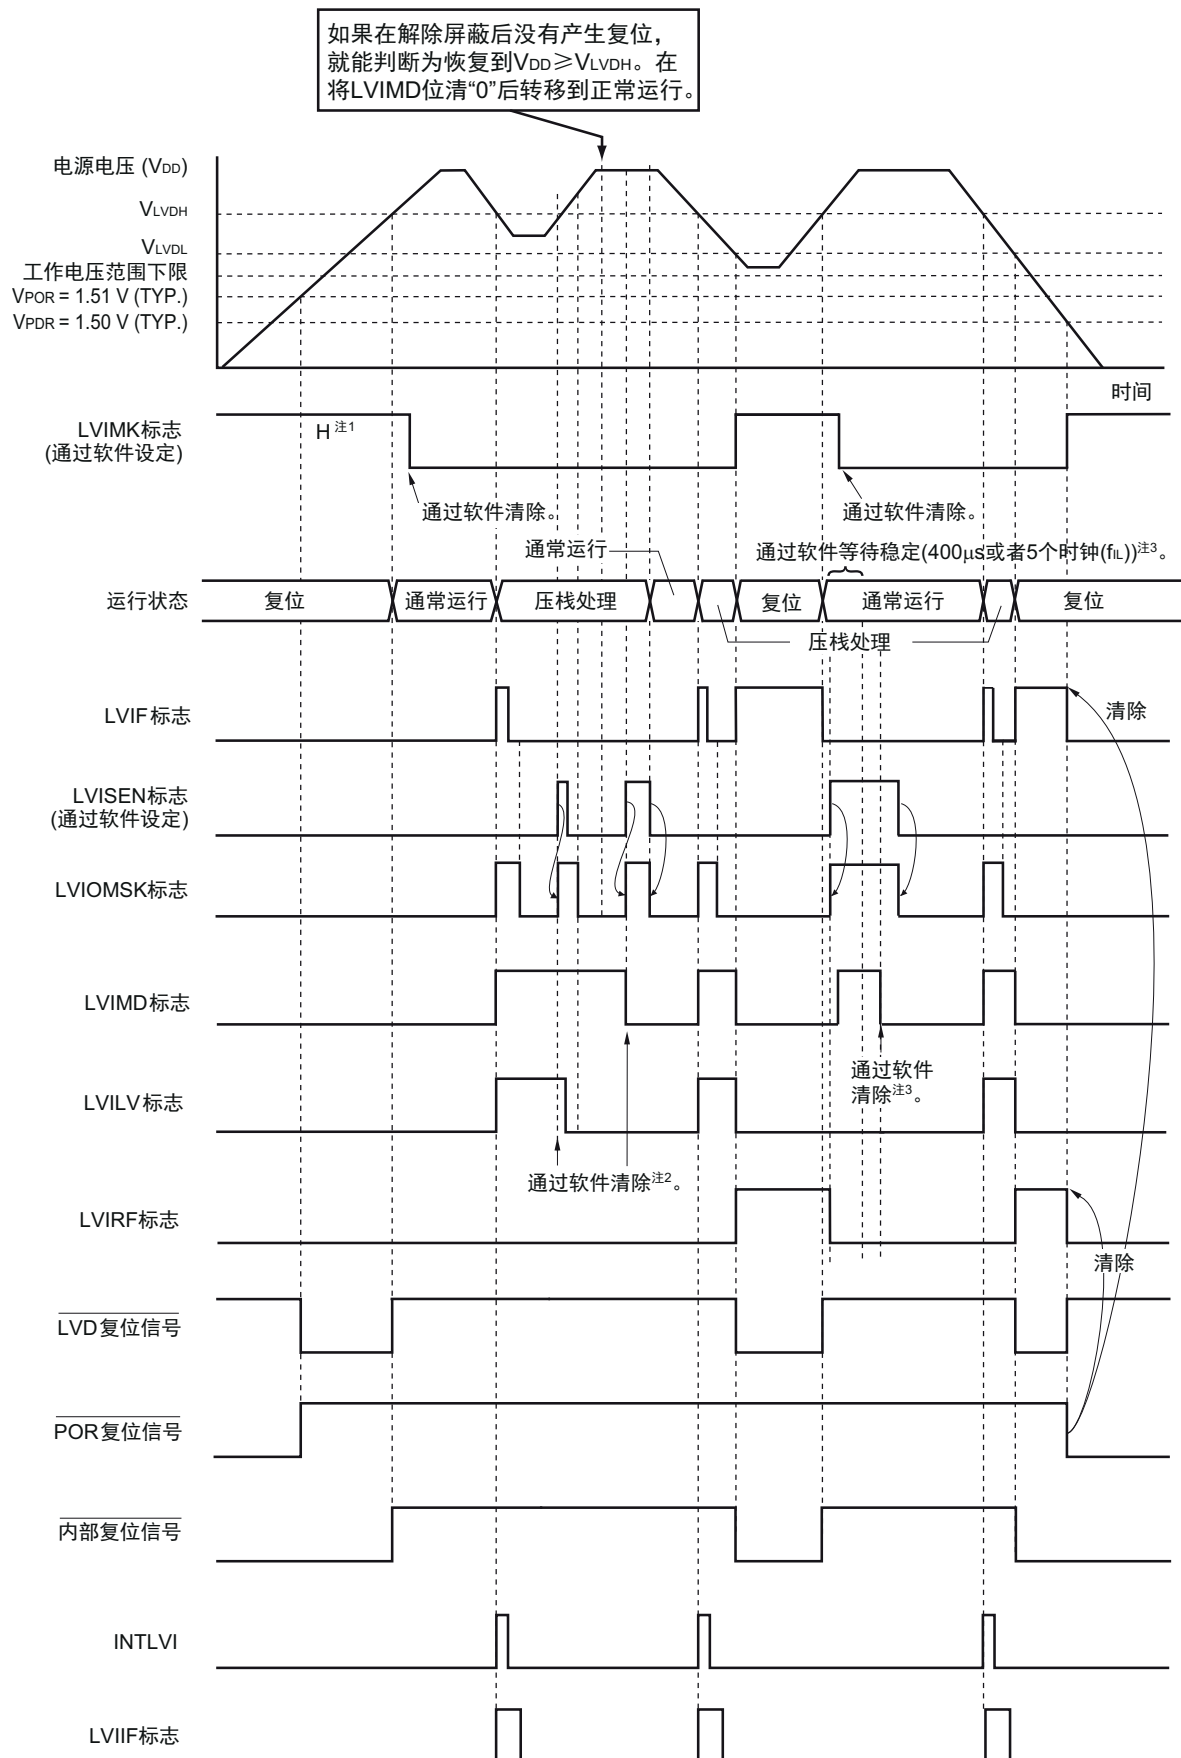 如果在解除屏蔽后没有产生复位，
就能判断为恢复到VDD≥VLVDH。在
将LVIMD位清“0”后转移到正常运行。
电源电压 (VDD)
VLVDH
VLVDL
工作电压范围下限
VPOR = 1.51 V (TYP.)
VPDR = 1.50 V (TYP.)
时间
LVIMK标志
(通过软件设定)
H 注1
通过软件清除。
通过软件清除。
通常运行
通过软件等待稳定(400μs或者5个时钟(fIL))注3。
运行状态
复位
通常运行
压栈处理
复位
通常运行
复位
压栈处理
LVIF标志
清除
LVISEN标志
(通过软件设定)
LVIOMSK标志
LVIMD标志
通过软件
清除注3。
LVILV标志
通过软件清除注2。
LVIRF标志
清除
LVD复位信号
POR复位信号
内部复位信号
INTLVI
LVIIF标志